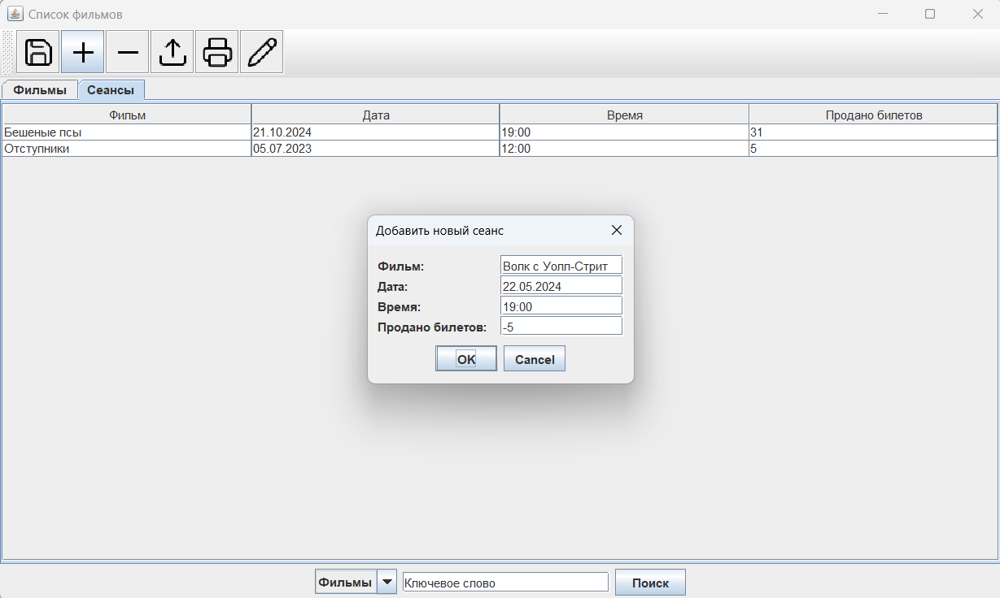 Список фильмов
Фильмы Сеансы
Фильм Дата Время Продано билетов
Бешеные псы 21.10.2024 19:00 31
Отступники 05.07.2023 12:00 5
Добавить новый сеанс
Фильм: Волк с Уолл-Стрит
Дата: 22.05.2024
Время: 19:00
Продано билетов: -5
OK Cancel
Фильмы Ключевое слово Поиск